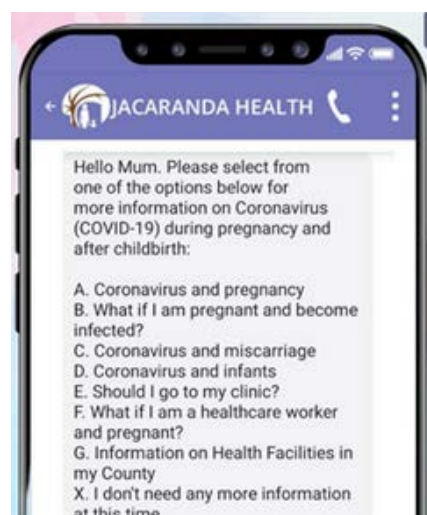 JACARANDA HEALTH
Hello Mum. Please select from
one of the options below for
more information on Coronavirus
(COVID-19) during pregnancy and
after childbirth:
A. Coronavirus and pregnancy
B. What if I am pregnant and become
infected?
C. Coronavirus and miscarriage
D. Coronavirus and infants
E. Should I go to my clinic?
F. What if I am a healthcare worker
and pregnant?
G. Information on Health Facilities in
my County
X. I don't need any more information
at this time